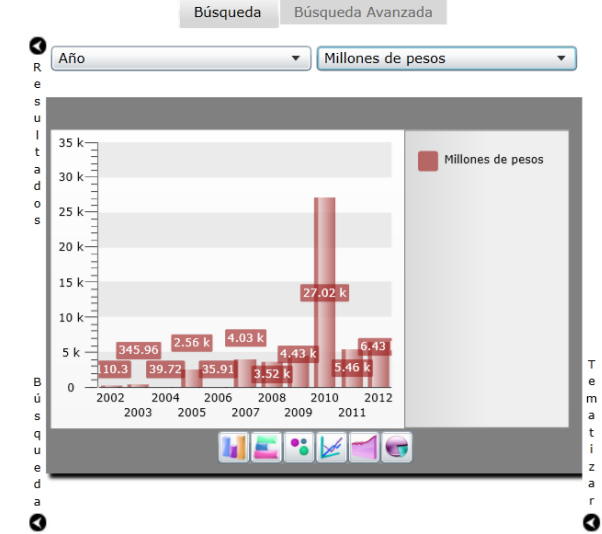 Búsqueda
Búsqueda Avanzada
Año
Millones de pesos
Resultados
35 k
30 k
25 k
20 k
15 k
10 k
5 k
0
110.3
345.96
39.72
2.56 k
35.91
4.03 k
3.52 k
4.43 k
27.02 k
5.46 k
6.43
2002
2004
2006
2008
2010
2012
2003
2005
2007
2009
2011
Millones de pesos
Búsqueda
Tematizar